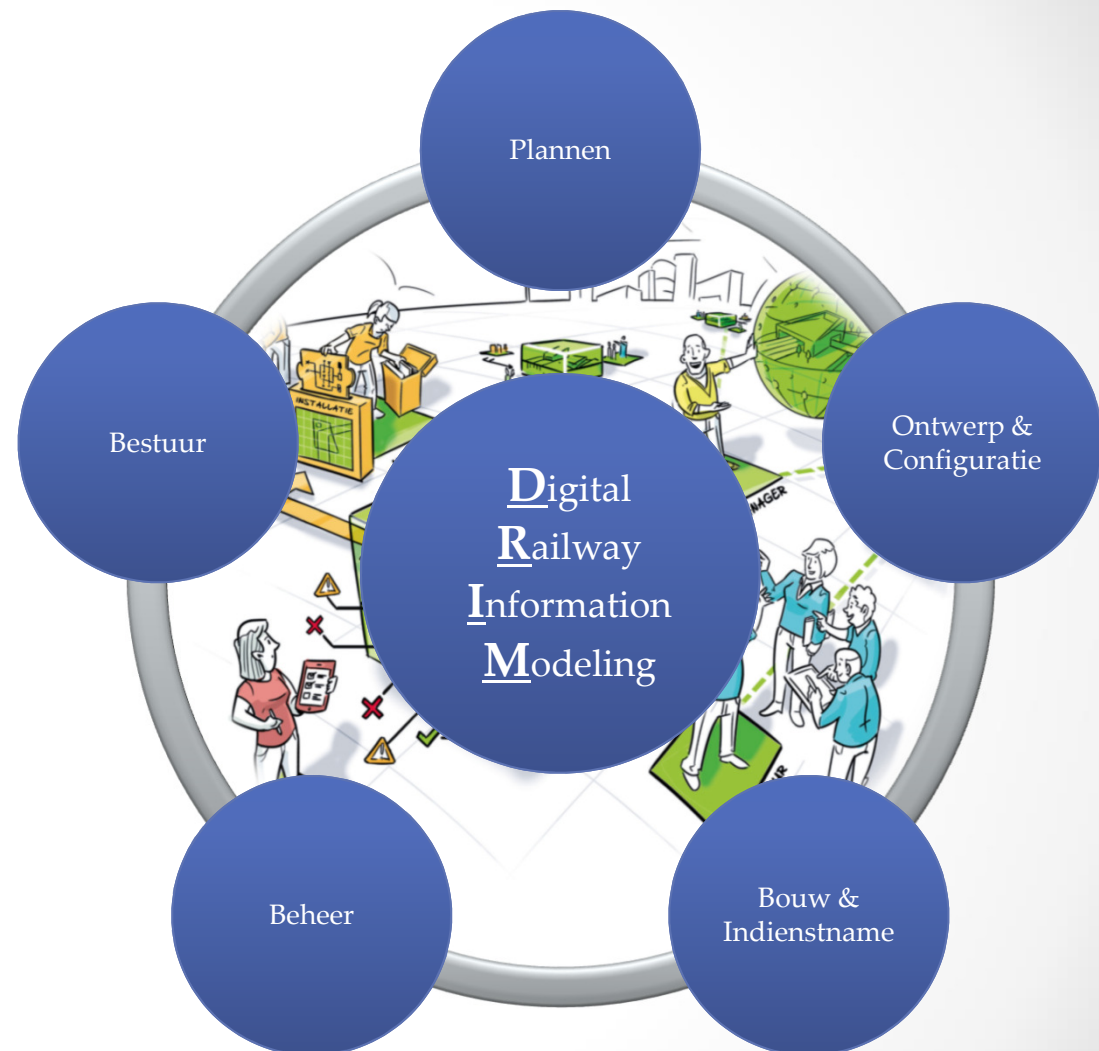 Plannen
Bestuur
Ontwerp &
Configuratie
INSTALLATIE
Digital
Railway
Information
Modeling
Beheer
Bouw &
Indienstname